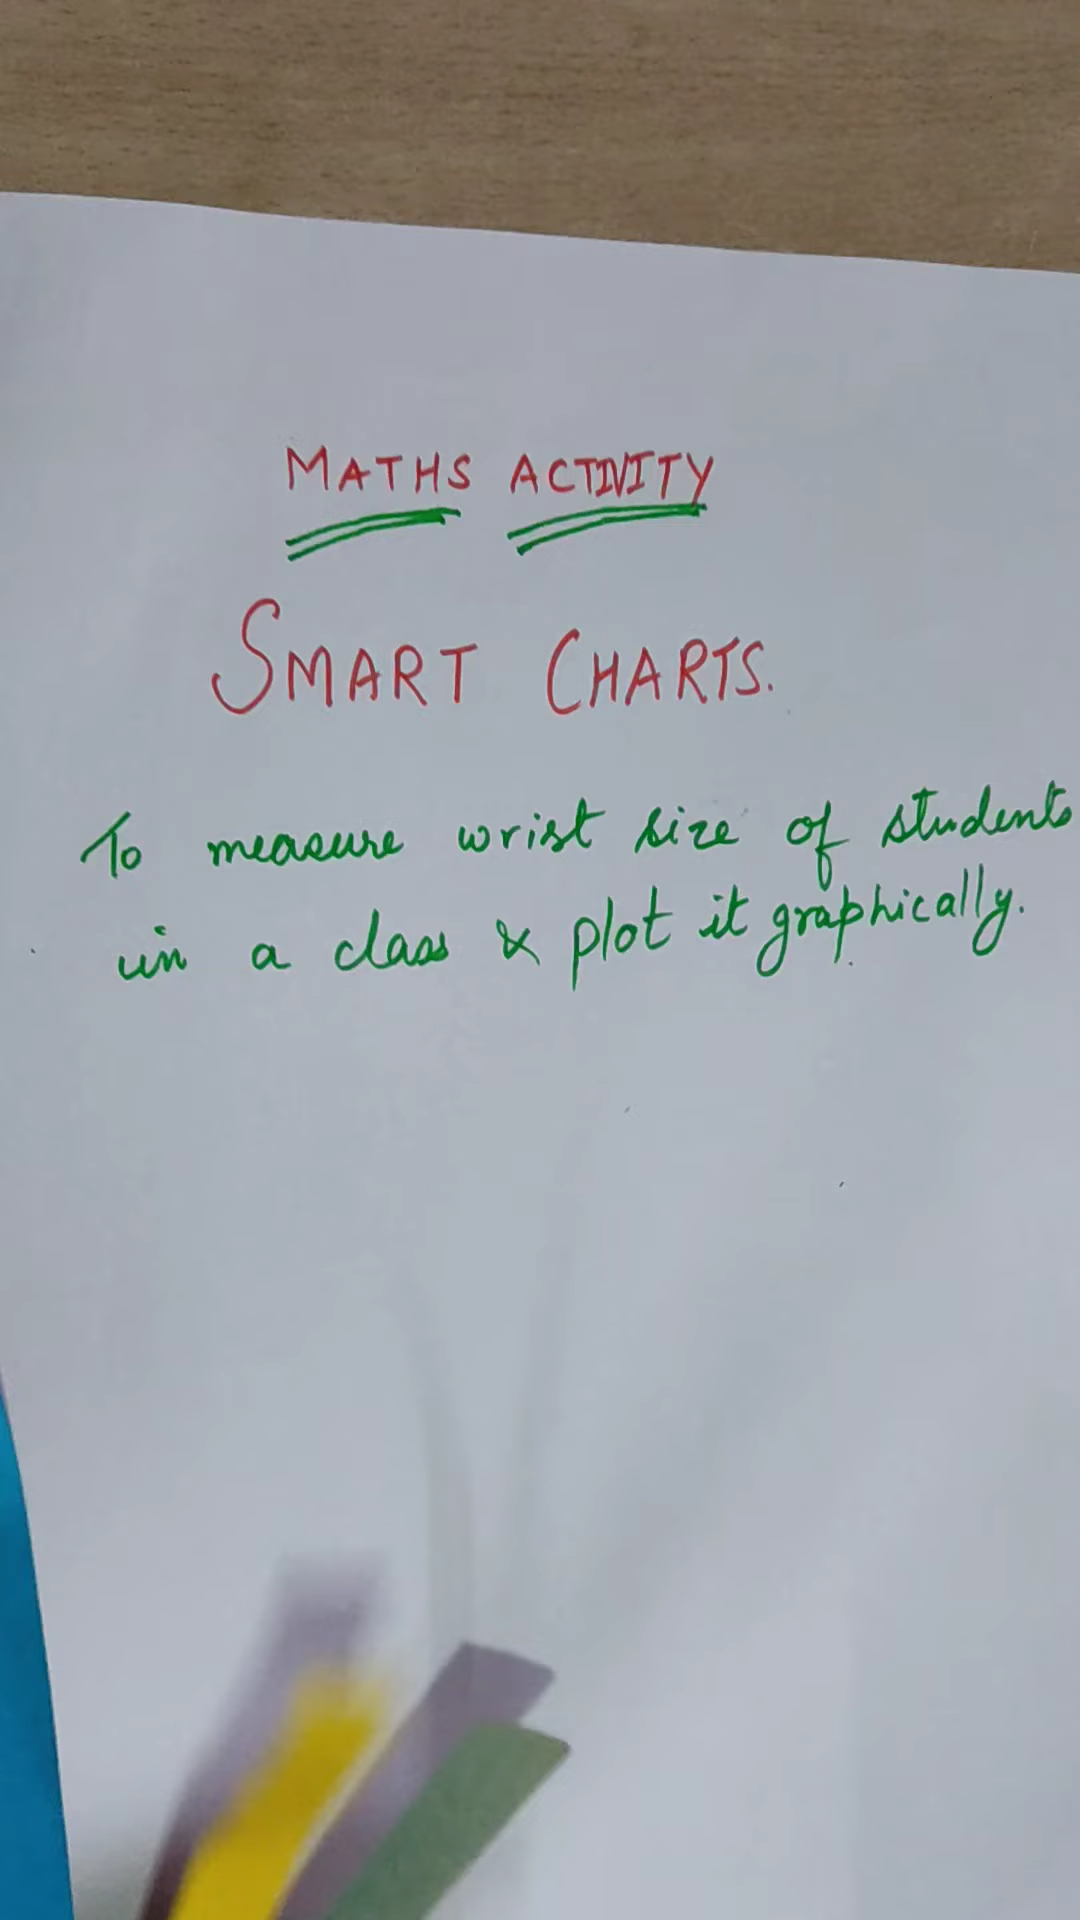 MATHS ACTIVITY
SMART CHARTS.
To measure wrist size of students
in a class & plot it graphically.